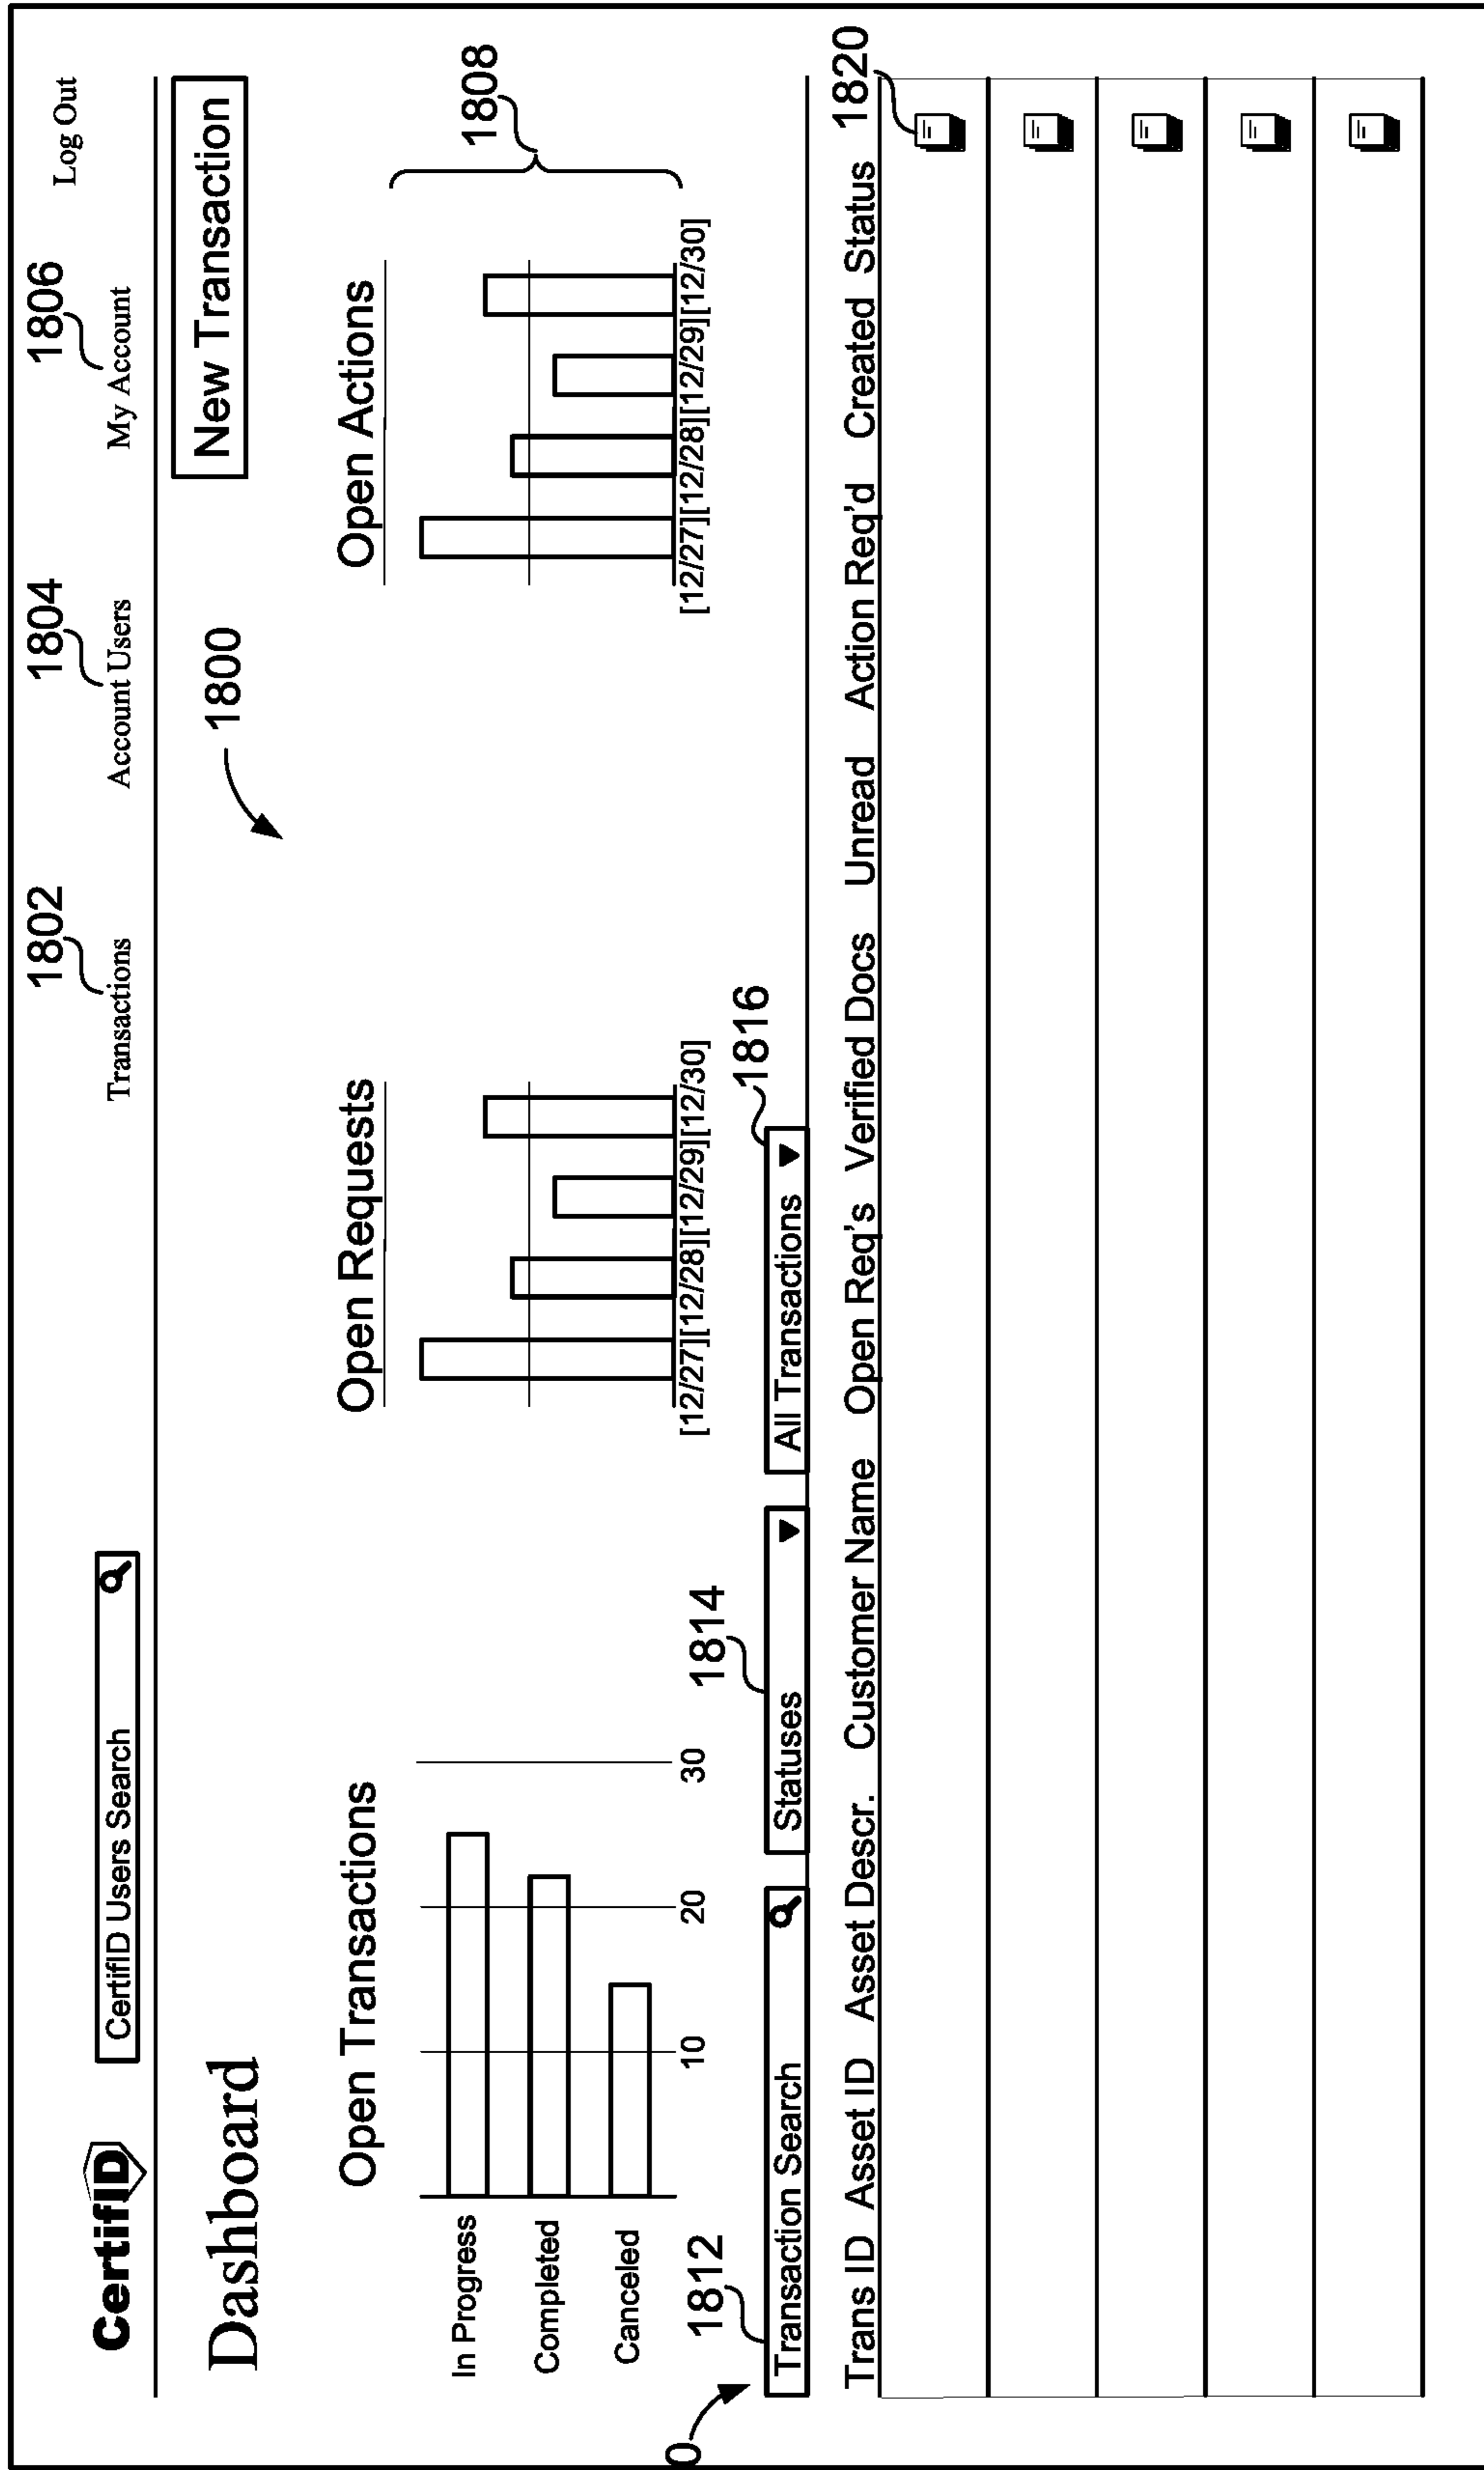 1802 1804 1806
CertifID CertifID Users Search Transactions Account Users My Account Log Out
Dashboard 1800 New Transaction
Open Transactions Open Requests Open Actions
1808
In Progress
Completed
Canceled
10 20 30
[12/27][12/28][12/29][12/30]
[12/27][12/28][12/29][12/30]
0 1812 1814 1816
Transaction Search Statuses All Transactions
Trans ID Asset ID Asset Descr. Customer Name Open Req's Verified Docs Unread Action Req'd Created Status 1820